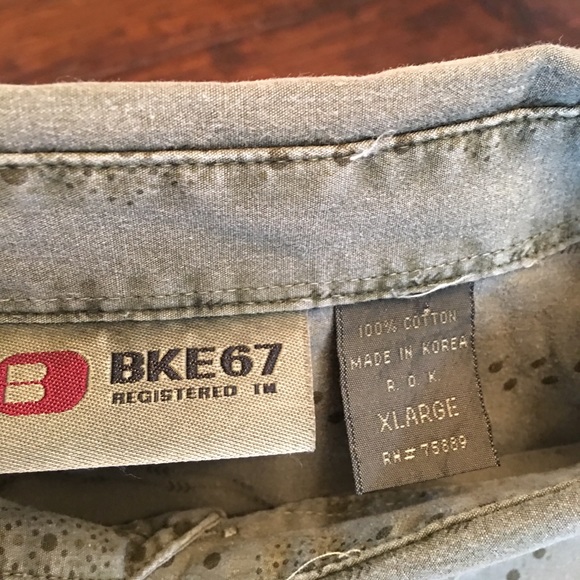 B
BKE67
REGISTERED TM
100% COTTON
MADE IN KOREA
R. O. K.
XLARGE
RN# 75889